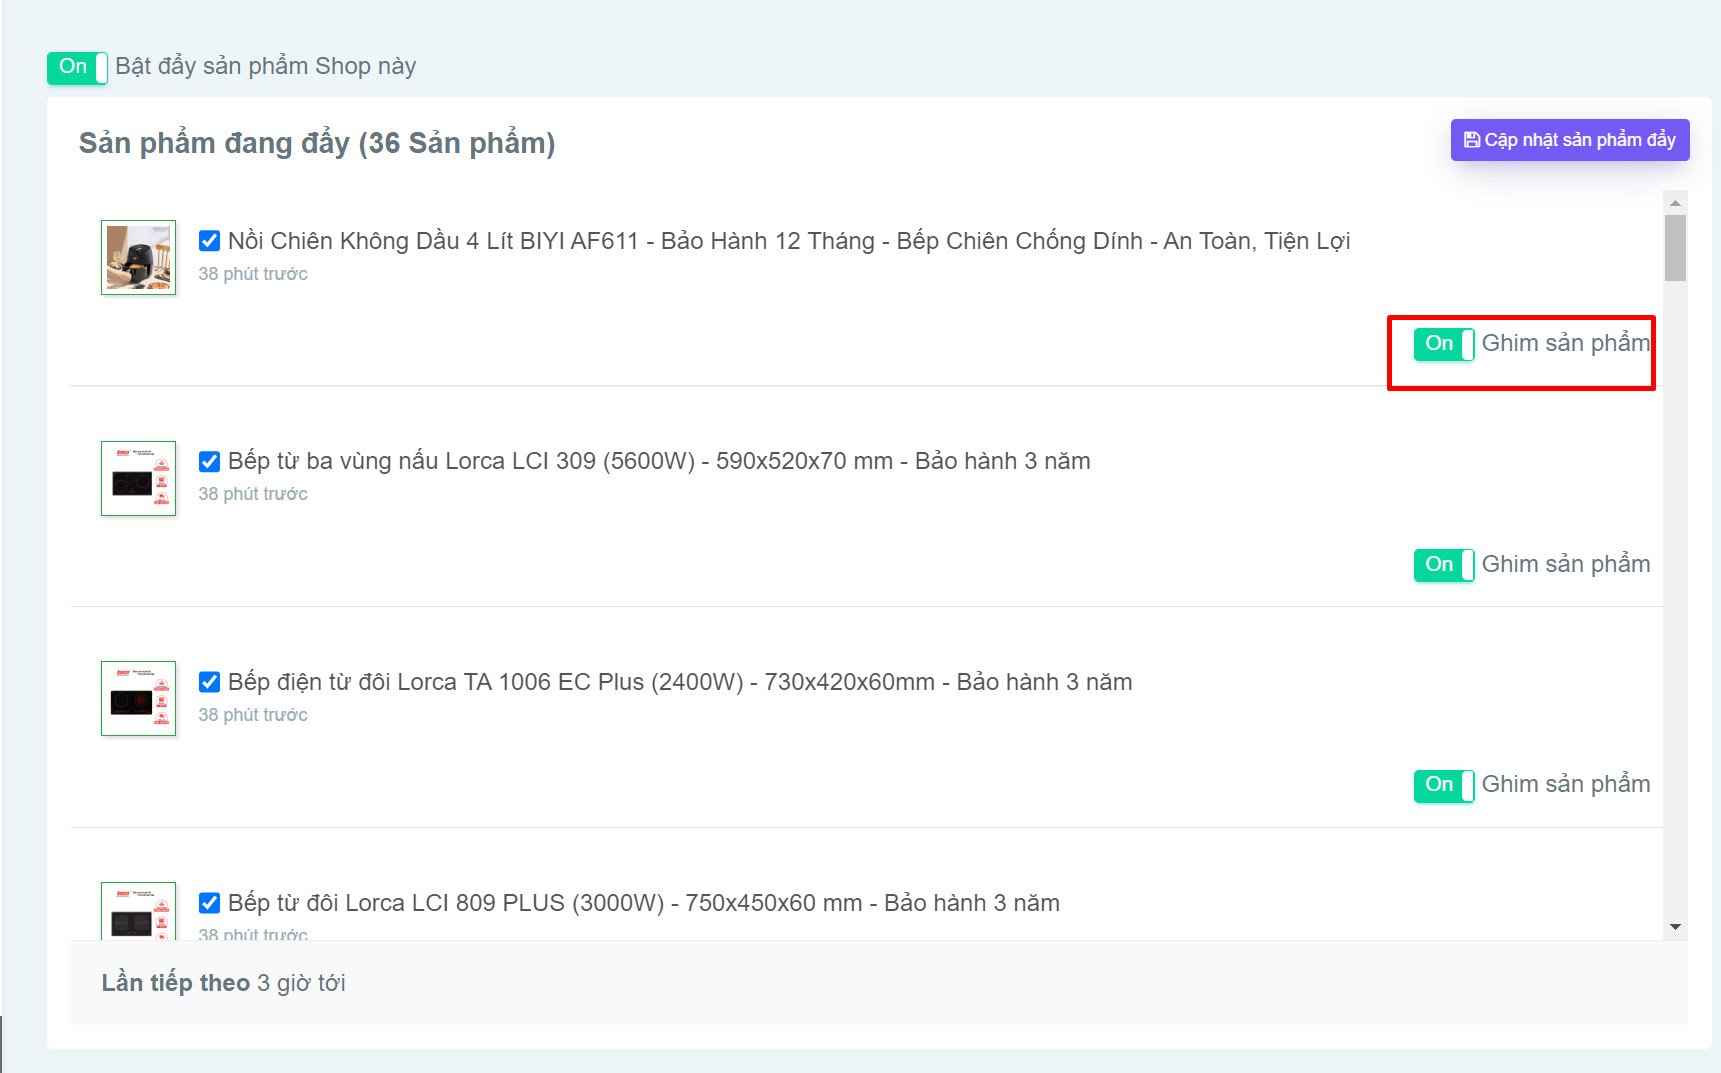 On Bật đẩy sản phẩm Shop này
Sản phẩm đang đẩy (36 Sản phẩm)
Cập nhật sản phẩm đẩy
Nồi Chiên Không Dầu 4 Lít BIYI AF611 - Bảo Hành 12 Tháng - Bếp Chiên Chống Dính - An Toàn, Tiện Lợi
38 phút trước
On Ghim sản phẩm
Bếp từ ba vùng nấu Lorca LCI 309 (5600W) - 590x520x70 mm - Bảo hành 3 năm
38 phút trước
On Ghim sản phẩm
Bếp điện từ đôi Lorca TA 1006 EC Plus (2400W) - 730x420x60mm - Bảo hành 3 năm
38 phút trước
On Ghim sản phẩm
Bếp từ đôi Lorca LCI 809 PLUS (3000W) - 750x450x60 mm - Bảo hành 3 năm
38 phút trước
Lần tiếp theo 3 giờ tới